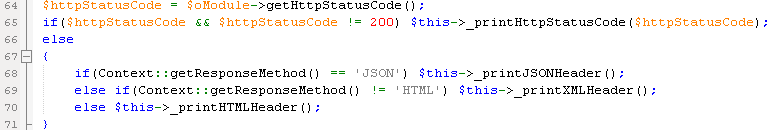 64 $httpStatusCode = $oModule->getHttpStatusCode();
65 if($httpStatusCode && $httpStatusCode != 200) $this->_printHttpStatusCode($httpStatusCode);
66 else
67 {
68 if(Context::getResponseMethod() == 'JSON') $this->_printJSONHeader();
69 else if(Context::getResponseMethod() != 'HTML') $this->_printXMLHeader();
70 else $this->_printHTMLHeader();
71 }